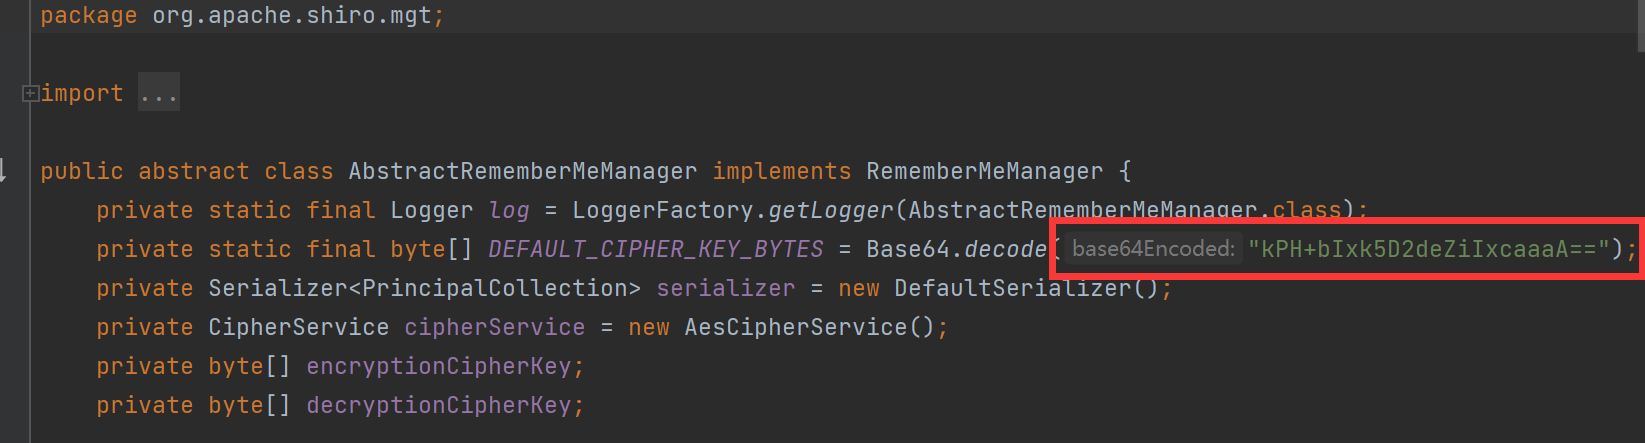 package org.apache.shiro.mgt;
import ...
public abstract class AbstractRememberMeManager implements RememberMeManager {
private static final Logger log = LoggerFactory.getLogger(AbstractRememberMeManager.class);
private static final byte[] DEFAULT_CIPHER_KEY_BYTES = Base64.decode( base64Encoded: "kPH+bIxk5D2deZiIxcaaaA==");
private Serializer<PrincipalCollection> serializer = new DefaultSerializer();
private CipherService cipherService = new AesCipherService();
private byte[] encryptionCipherKey;
private byte[] decryptionCipherKey;